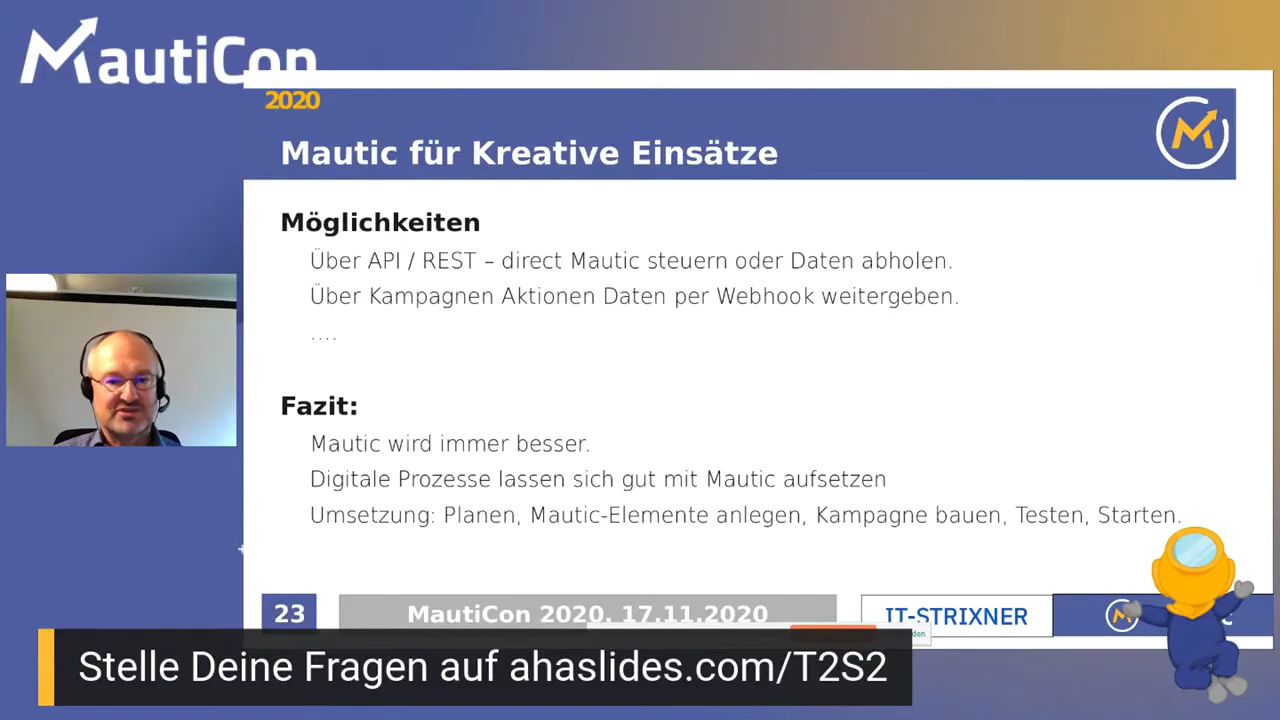 MautiCon
2020
Mautic für Kreative Einsätze
Möglichkeiten
Über API / REST – direct Mautic steuern oder Daten abholen.
Über Kampagnen Aktionen Daten per Webhook weitergeben.
....
Fazit:
Mautic wird immer besser.
Digitale Prozesse lassen sich gut mit Mautic aufsetzen
Umsetzung: Planen, Mautic-Elemente anlegen, Kampagne bauen, Testen, Starten.
23
MautiCon 2020, 17.11.2020
IT-STRIXNER
Stelle Deine Fragen auf ahaslides.com/T2S2